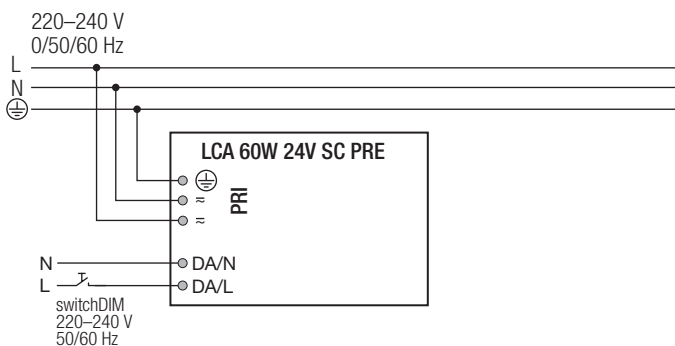 220–240 V
0/50/60 Hz
L
N
LCA 60W 24V SC PRE
PRI
≂
≂
N
DA/N
L
DA/L
switchDIM
220–240 V
50/60 Hz